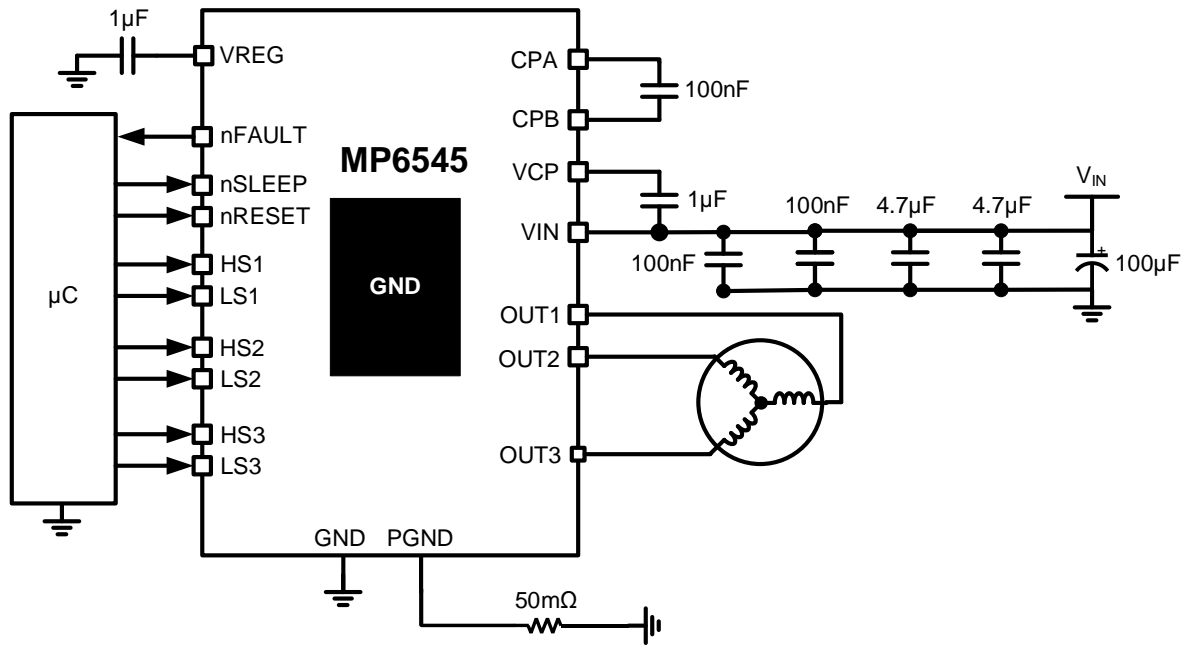 1µF
VREG
CPA
100nF
CPB
nFAULT
MP6545
VCP
VIN
nSLEEP
1µF
100nF
4.7µF
4.7µF
nRESET
VIN
100nF
100µF
+
HS1
µC
GND
LS1
OUT1
HS2
OUT2
LS2
HS3
OUT3
LS3
GND
PGND
50mΩ